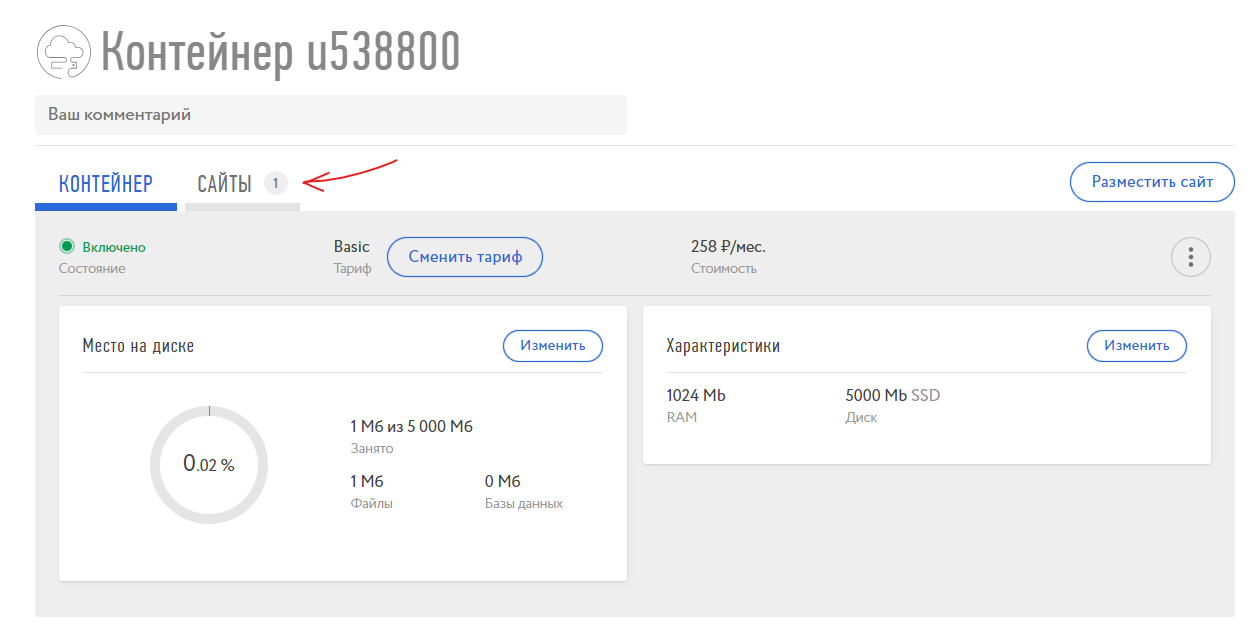 Контейнер u538800
Ваш комментарий
КОНТЕЙНЕР САЙТЫ 1 Разместить сайт
Включено Basic Сменить тариф 258 ₽/мес.
Состояние Тариф Стоимость
Место на диске Изменить
0.02 %
1 Мб из 5 000 Мб
Занято
1 Мб 0 Мб
Файлы Базы данных
Характеристики Изменить
1024 Mb 5000 Mb SSD
RAM Диск